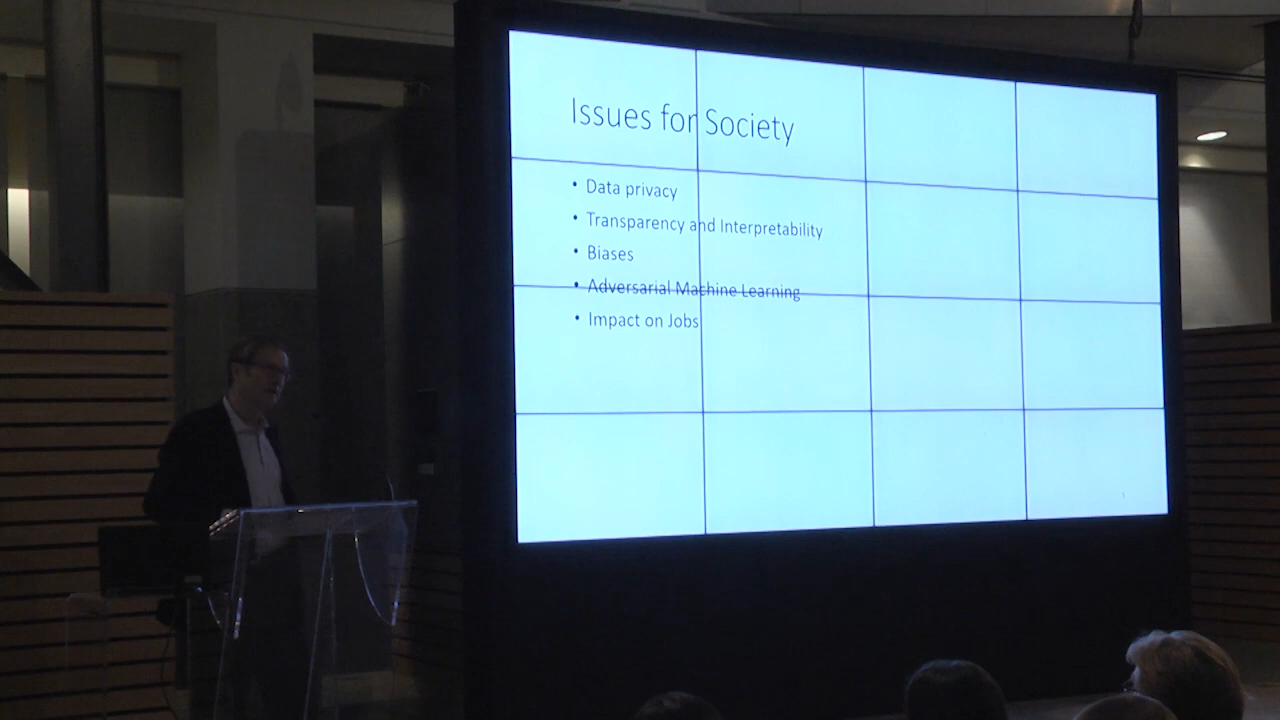 Issues for Society
• Data privacy
• Transparency and Interpretability
• Biases
• Adversarial Machine Learning
• Impact on Jobs